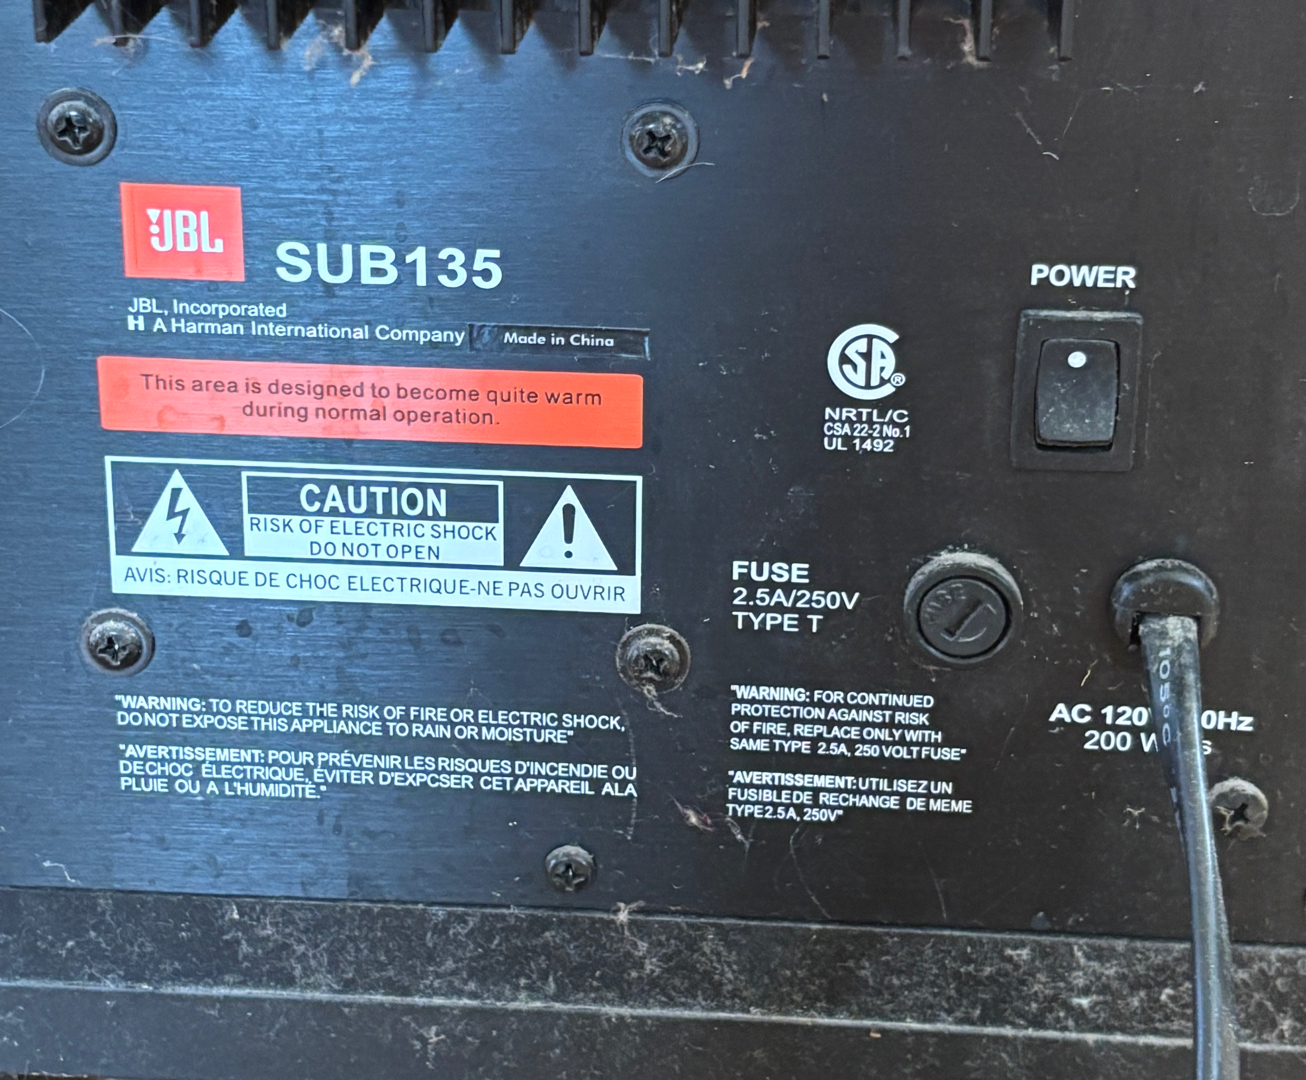 JBL
SUB135
JBL, Incorporated
H A Harman International Company
Made in China
This area is designed to become quite warm
during normal operation.
CAUTION
RISK OF ELECTRIC SHOCK
DO NOT OPEN
AVIS: RISQUE DE CHOC ELECTRIQUE-NE PAS OUVRIR
"WARNING: TO REDUCE THE RISK OF FIRE OR ELECTRIC SHOCK,
DO NOT EXPOSE THIS APPLIANCE TO RAIN OR MOISTURE"
"AVERTISSEMENT: POUR PRÉVENIR LES RISQUES D'INCENDIE OU
DE CHOC ÉLECTRIQUE, ÉVITER D'EXPCSER CET APPAREIL ALA
PLUIE OU A L'HUMIDITÉ."
POWER
SA®
NRTL/C
CSA 22-2 No.1
UL 1492
FUSE
2.5A/250V
TYPE T
"WARNING: FOR CONTINUED
PROTECTION AGAINST RISK
OF FIRE, REPLACE ONLY WITH
SAME TYPE 2.5A, 250 VOLT FUSE"
"AVERTISSEMENT: UTILISEZ UN
FUSIBLE DE RECHANGE DE MEME
TYPE 2.5A, 250V"
AC 120 0Hz
200 W s
105°C